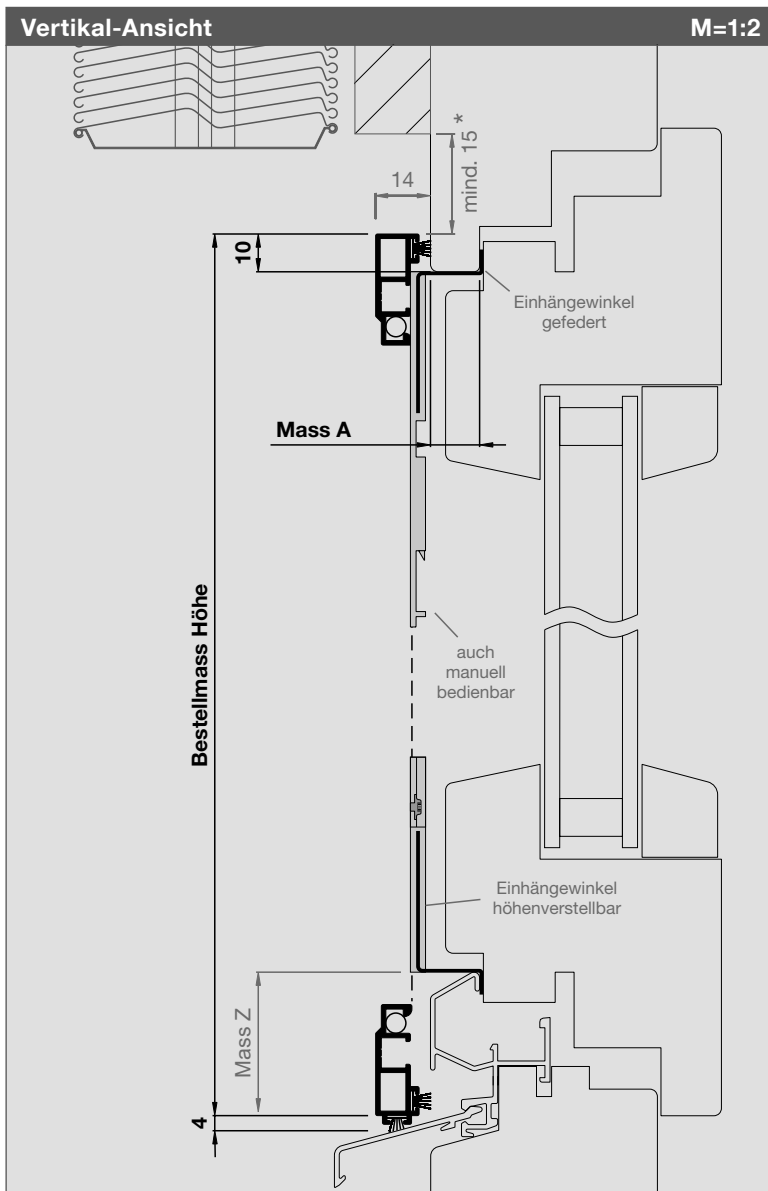 Vertikal-Ansicht M=1:2
mind. 15 *
14
10
Einhängewinkel
gefedert
Mass A
Bestellmass Höhe
auch
manuell
bedienbar
Einhängewinkel
höhenverstellbar
Mass Z
4